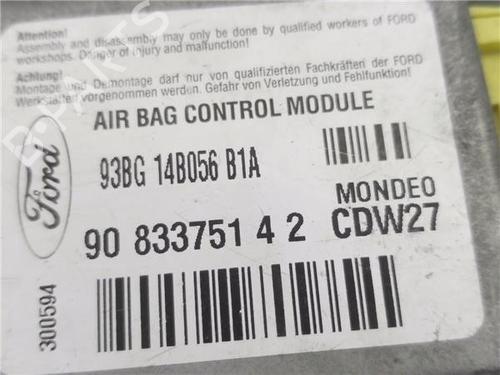 Attention!
Assembly and disassembly may only be done by qualified workers of FORD
workshops. Danger of injury and malfunction!
Achtung!
Montage und Demontage darf nur von qualifizierten Fachkräften der FORD
Werkstätten vorgenommen werden. Gefahr von Verletzung und Fehlfunktion!
AIR BAG CONTROL MODULE
Ford
93BG 14B056 B1A
MONDEO
90 8337514 2 CDW27
300594